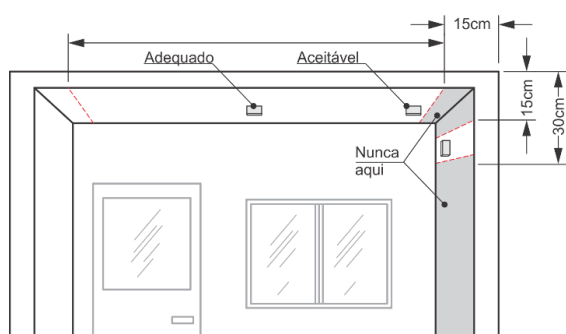 15cm
Adequado
Aceitável
15cm
30cm
Nunca
aqui